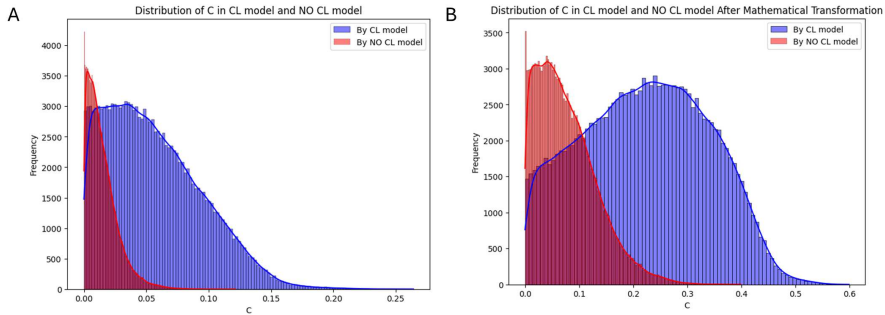 A
Distribution of C in CL model and NO CL model
By CL model
By NO CL model
Frequency
4000
3500
3000
2500
2000
1500
1000
500
0
0.00 0.05 0.10 0.15 0.20 0.25
C
B
Distribution of C in CL model and NO CL model After Mathematical Transformation
By CL model
By NO CL model
Frequency
3500
3000
2500
2000
1500
1000
500
0
0.0 0.1 0.2 0.3 0.4 0.5 0.6
C